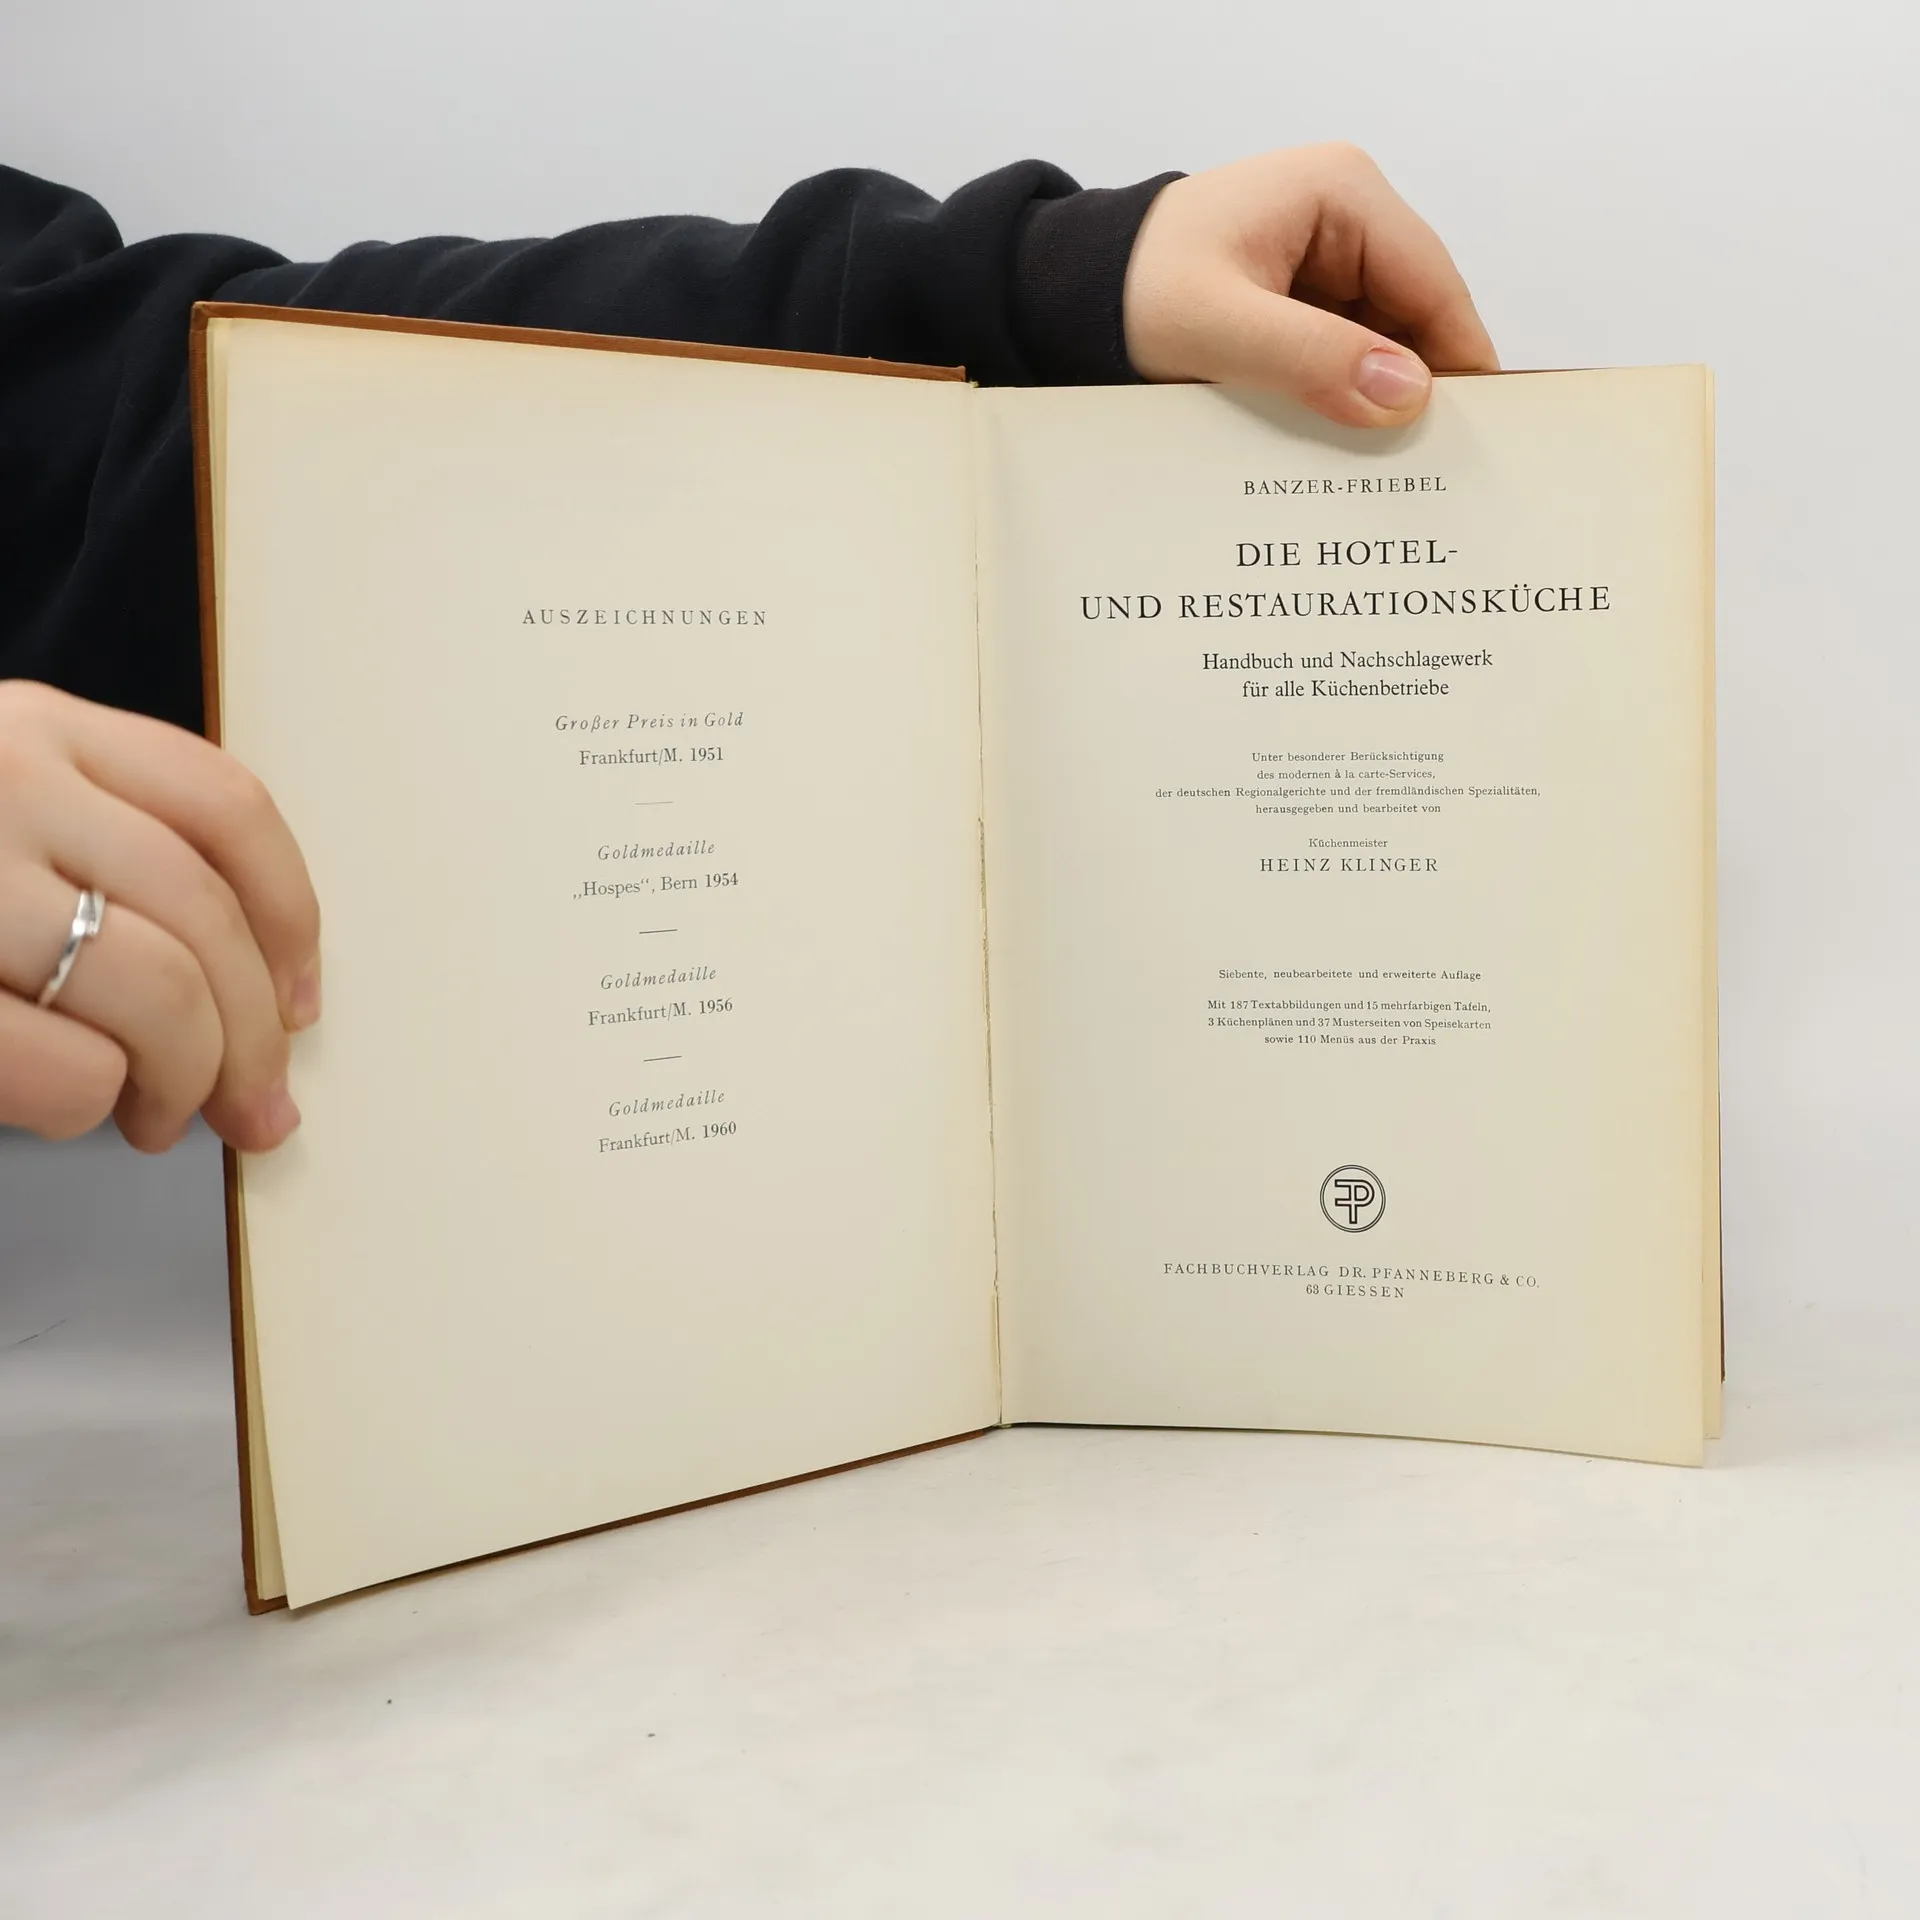 AUSZEICHNUNGEN
Großer Preis in Gold
Frankfurt/M. 1951
Goldmedaille
„Hospes“, Bern 1954
Goldmedaille
Frankfurt/M. 1956
Goldmedaille
Frankfurt/M. 1960
BANZER-FRIEBEL
DIE HOTEL-
UND RESTAURATIONSKÜCHE
Handbuch und Nachschlagewerk
für alle Küchenbetriebe
Unter besonderer Berücksichtigung
des modernen à la carte-Services,
der deutschen Regionalgerichte und der fremdländischen Spezialitäten,
herausgegeben und bearbeitet von
Küchenmeister
HEINZ KLINGER
Siebente, neubearbeitete und erweiterte Auflage
Mit 187 Textabbildungen und 15 mehrfarbigen Tafeln,
3 Küchenplänen und 37 Musterseiten von Speisekarten
sowie 110 Menüs aus der Praxis
FACHBUCHVERLAG DR. PFANNEBERG & CO.
63 GIESSEN